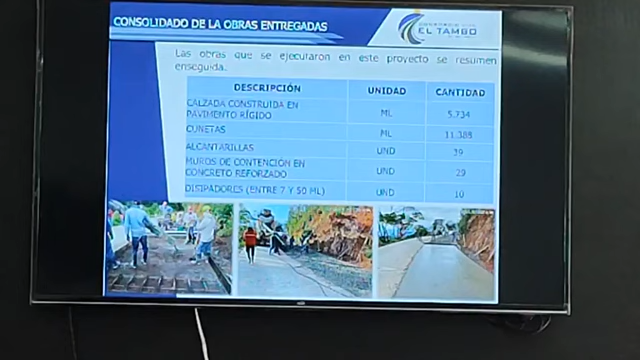 CONSOLIDADO DE LA OBRAS ENTREGADAS
EL TAMBO
Las obras que se ejecutaron en este proyecto se resumen
enseguida.
DESCRIPCIÓN UNIDAD CANTIDAD
CALZADA CONSTRUIDA EN
PAVIMENTO RÍGIDO ML 5.734
CUNETAS ML 11.388
ALCANTARILLAS UND 39
MUROS DE CONTENCIÓN EN
CONCRETO REFORZADO UND 29
DISIPADORES (ENTRE 7 Y 50 ML) UND 10